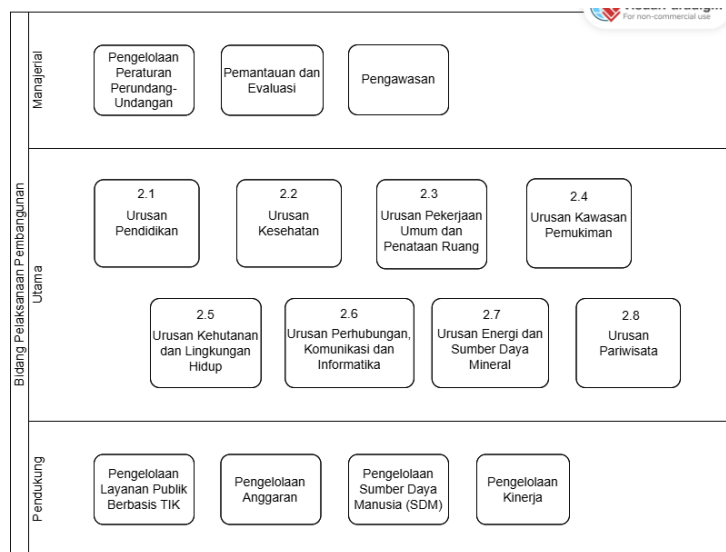 For non-commercial use
Bidang Pelaksanaan Pembangunan
Manajerial
Pengelolaan
Peraturan
Perundang-
Undangan
Pemantauan dan
Evaluasi
Pengawasan
Utama
2.1
Urusan
Pendidikan
2.2
Urusan
Kesehatan
2.3
Urusan Pekerjaan
Umum dan
Penataan Ruang
2.4
Urusan Kawasan
Pemukiman
2.5
Urusan Kehutanan
dan Lingkungan
Hidup
2.6
Urusan Perhubungan,
Komunikasi dan
Informatika
2.7
Urusan Energi dan
Sumber Daya
Mineral
2.8
Urusan
Pariwisata
Pendukung
Pengelolaan
Layanan Publik
Berbasis TIK
Pengelolaan
Anggaran
Pengelolaan
Sumber Daya
Manusia (SDM)
Pengelolaan
Kinerja